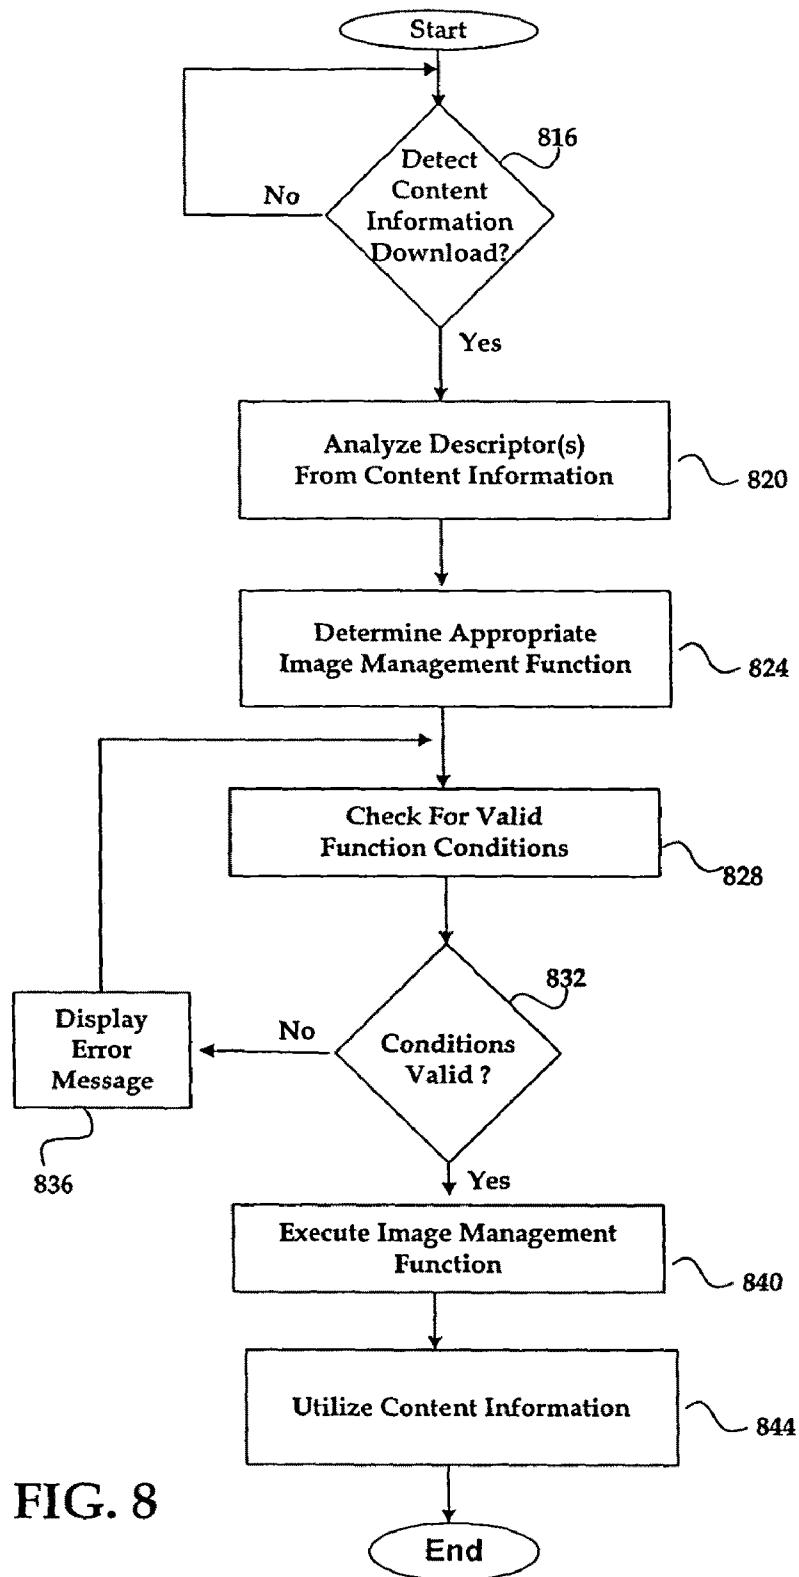 Start
816
Detect
Content
Information
Download?
No
Yes
Analyze Descriptor(s)
From Content Information
820
Determine Appropriate
Image Management Function
824
Check For Valid
Function Conditions
828
832
Conditions
Valid ?
No
Display
Error
Message
836
Yes
Execute Image Management
Function
840
Utilize Content Information
844
FIG. 8
End